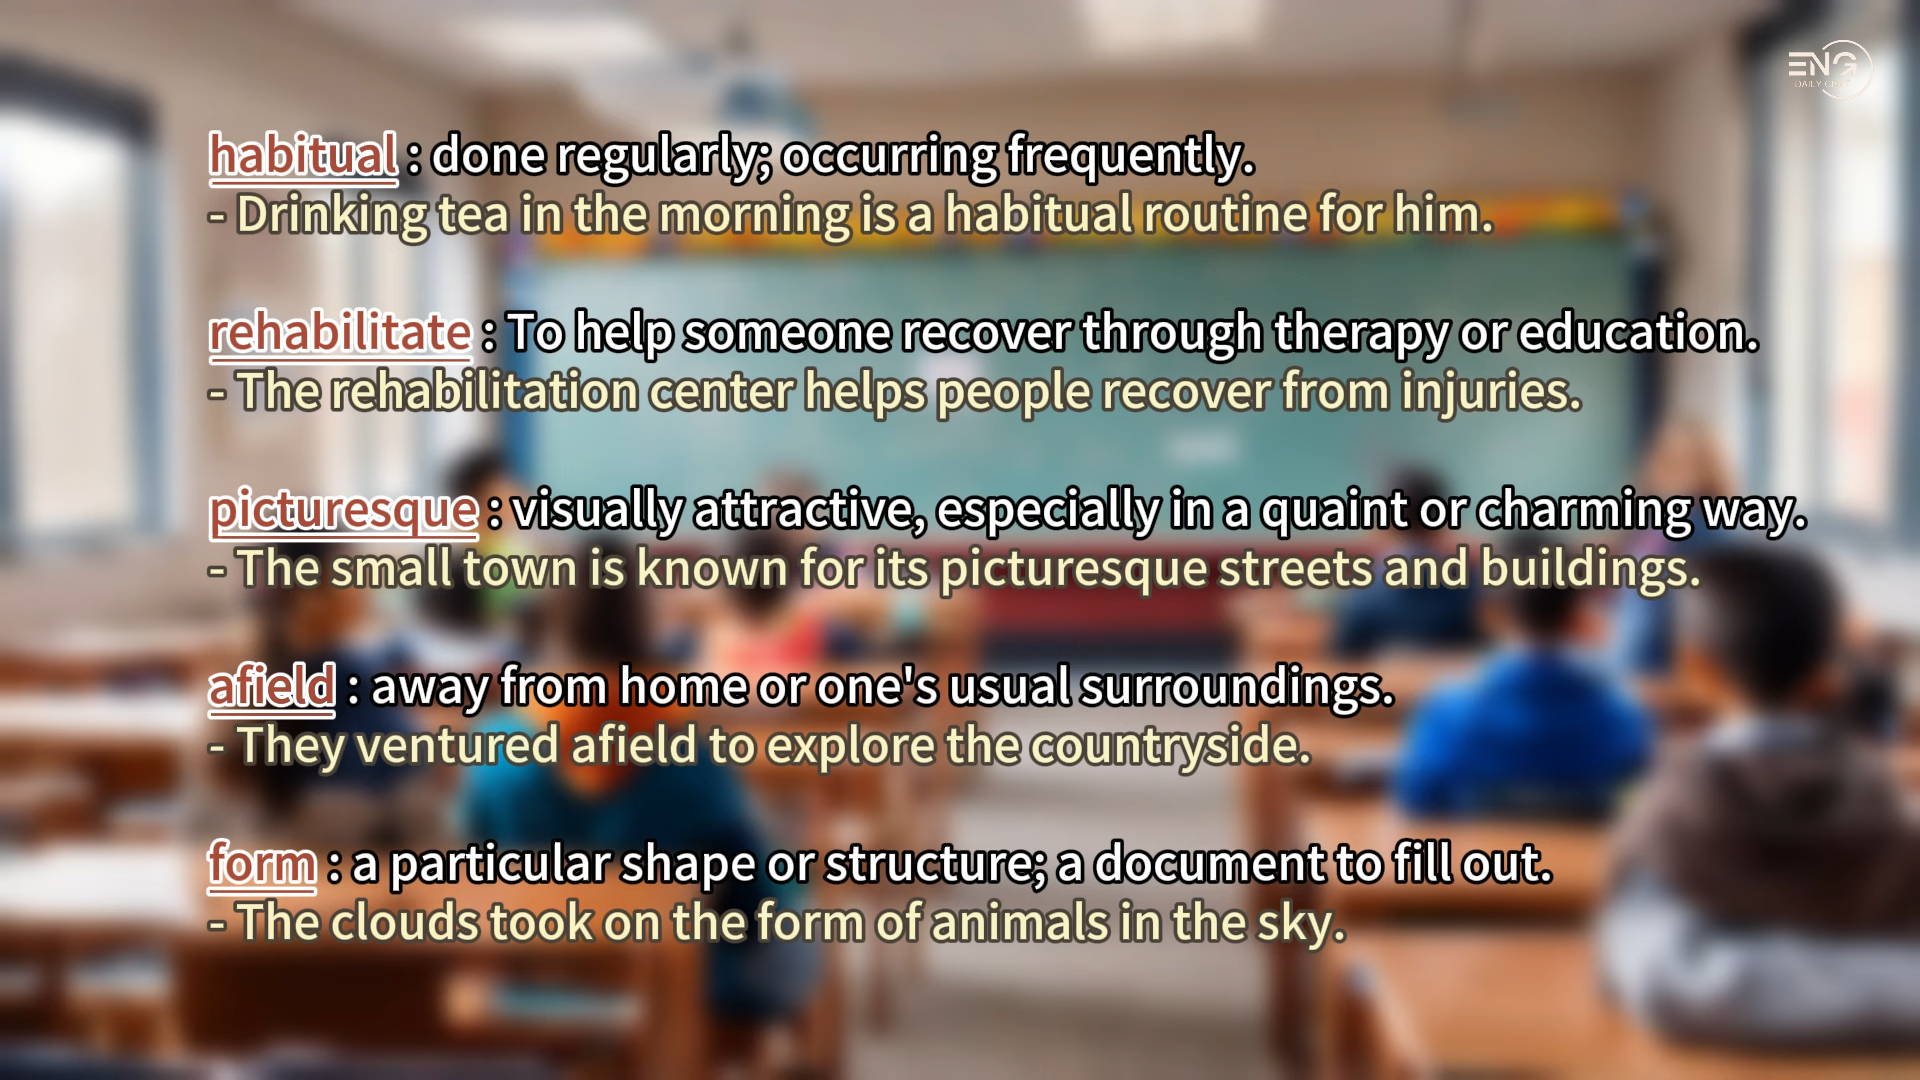 ENG
DAILY
habitual : done regularly; occurring frequently.
- Drinking tea in the morning is a habitual routine for him.
rehabilitate : To help someone recover through therapy or education.
- The rehabilitation center helps people recover from injuries.
picturesque : visually attractive, especially in a quaint or charming way.
- The small town is known for its picturesque streets and buildings.
afield : away from home or one's usual surroundings.
- They ventured afield to explore the countryside.
form : a particular shape or structure; a document to fill out.
- The clouds took on the form of animals in the sky.